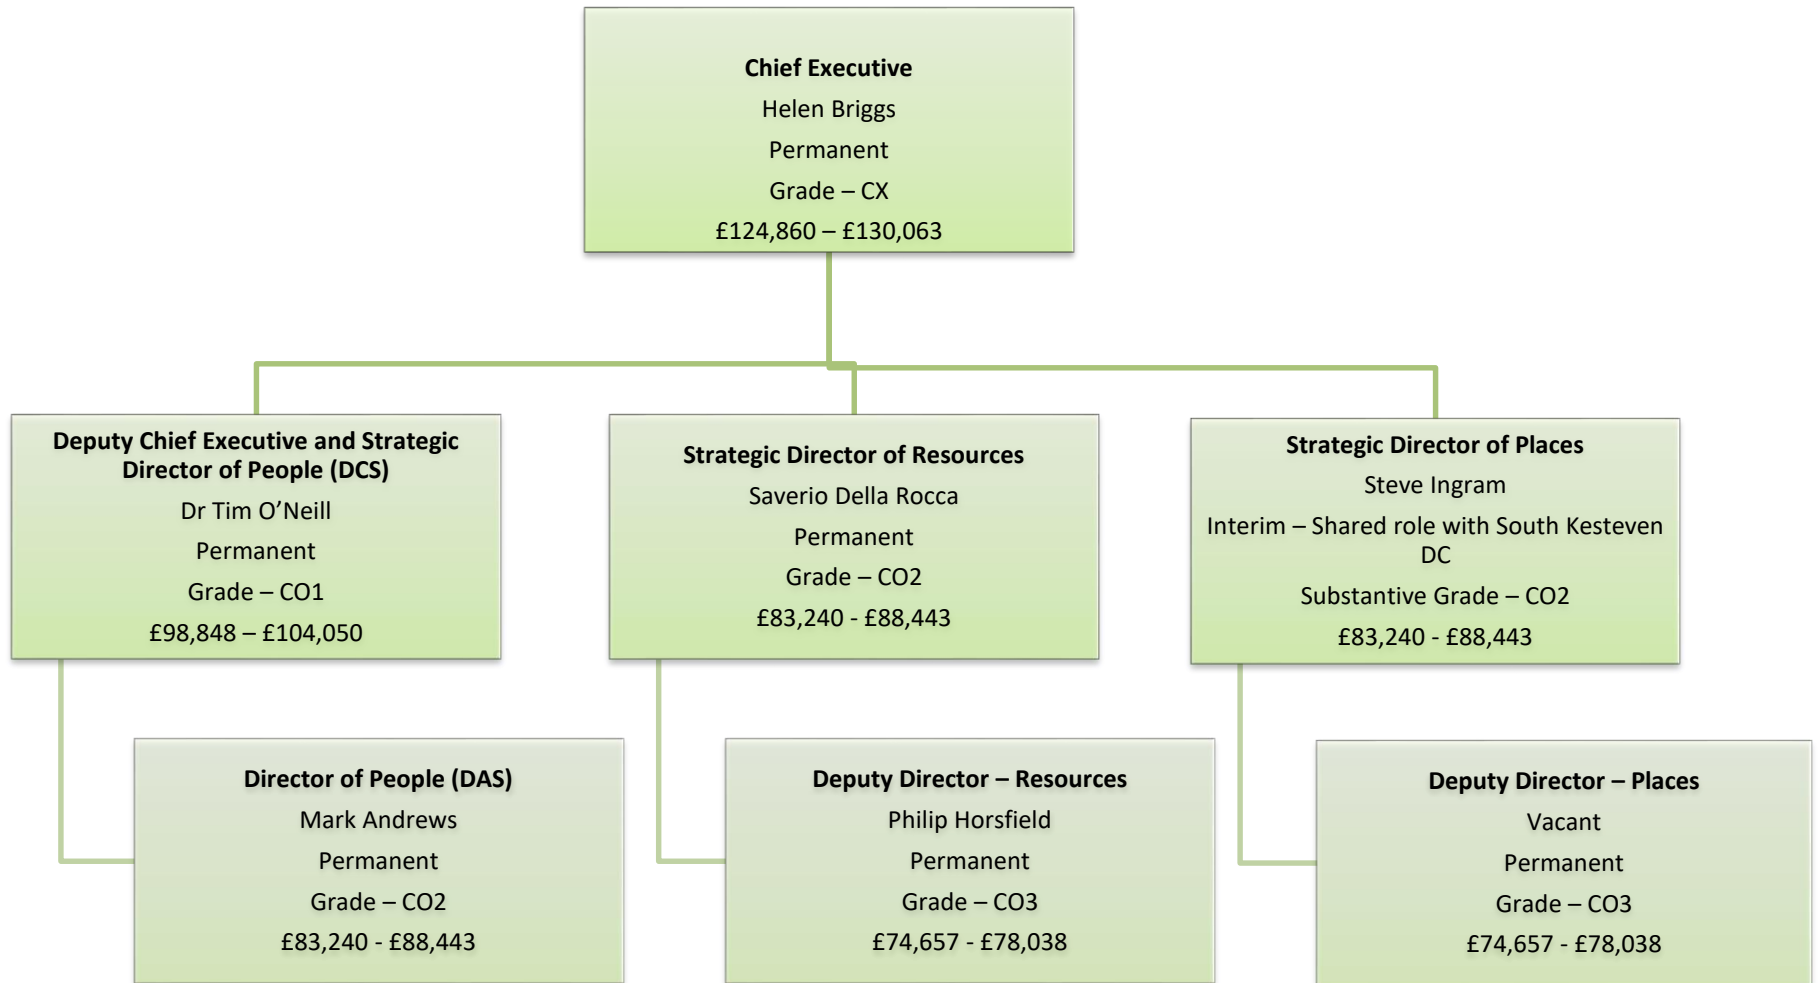 Chief Executive
Helen Briggs
Permanent
Grade – CX
£124,860 – £130,063
Deputy Chief Executive and Strategic
Director of People (DCS)
Dr Tim O’Neill
Permanent
Grade – CO1
£98,848 – £104,050
Strategic Director of Resources
Saverio Della Rocca
Permanent
Grade – CO2
£83,240 - £88,443
Strategic Director of Places
Steve Ingram
Interim – Shared role with South Kesteven
DC
Substantive Grade – CO2
£83,240 - £88,443
Director of People (DAS)
Mark Andrews
Permanent
Grade – CO2
£83,240 - £88,443
Deputy Director – Resources
Philip Horsfield
Permanent
Grade – CO3
£74,657 - £78,038
Deputy Director – Places
Vacant
Permanent
Grade – CO3
£74,657 - £78,038